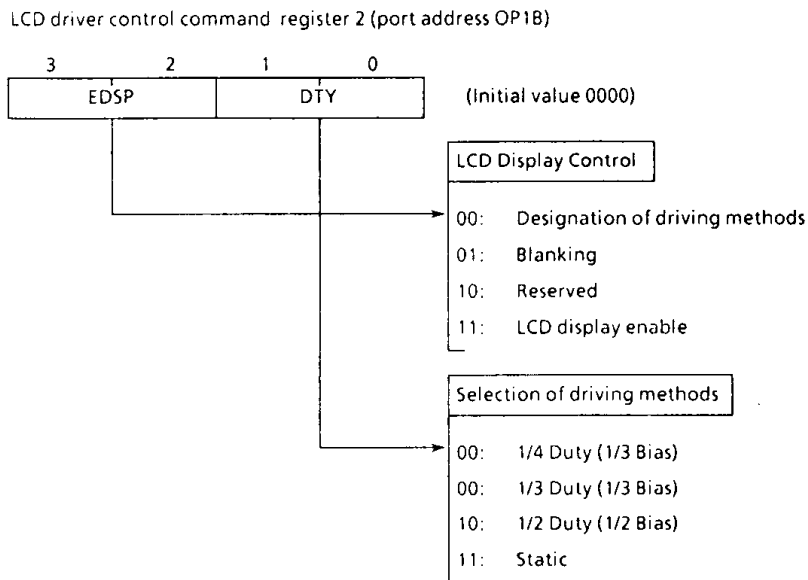 LCD driver control command register 2 (port address OP1B)
3 2 1 0
EDSP DTY (Initial value 0000)
LCD Display Control
00: Designation of driving methods
01: Blanking
10: Reserved
11: LCD display enable
Selection of driving methods
00: 1/4 Duty (1/3 Bias)
00: 1/3 Duty (1/3 Bias)
10: 1/2 Duty (1/2 Bias)
11: Static